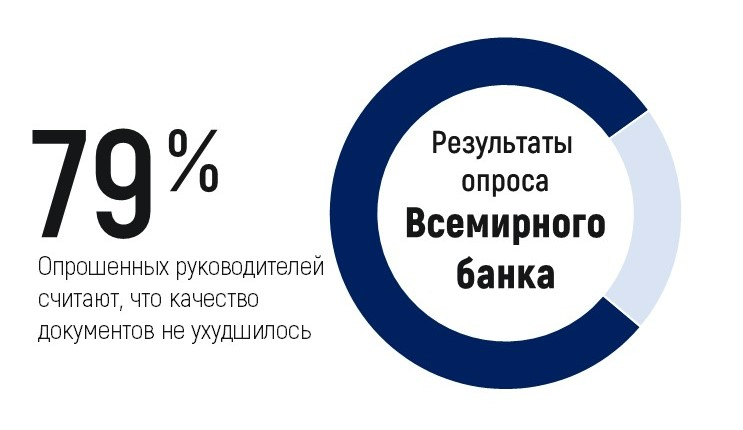 79%
Опрошенных руководителей
считают, что качество
документов не ухудшилось
Результаты
опроса
Всемирного
банка